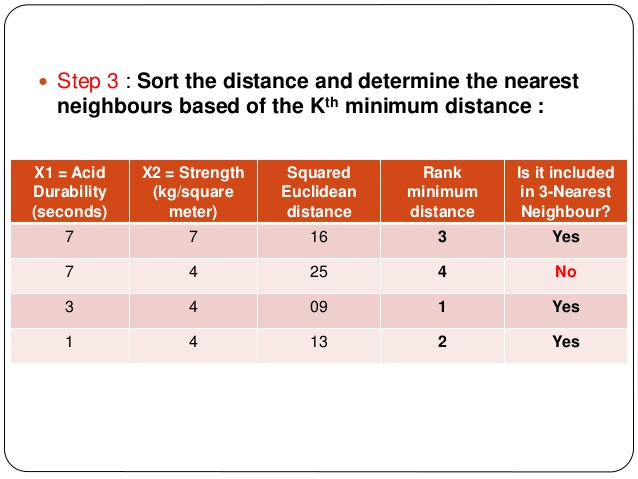 • Step 3 : Sort the distance and determine the nearest
neighbours based of the Kth minimum distance :
X1 = Acid Durability (seconds) X2 = Strength (kg/square meter) Squared Euclidean distance Rank minimum distance Is it included in 3-Nearest Neighbour?
7 7 16 3 Yes
7 4 25 4 No
3 4 09 1 Yes
1 4 13 2 Yes